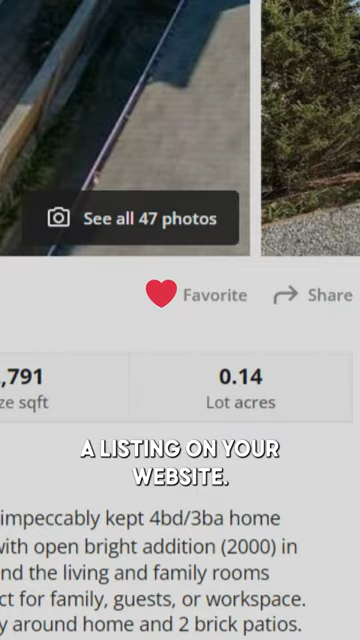 See all 47 photos
Favorite Share
,791 0.14
ze sqft Lot acres
A LISTING ON YOUR
WEBSITE.
impeccably kept 4bd/3ba home
with open bright addition (2000) in
nd the living and family rooms
ct for family, guests, or workspace.
y around home and 2 brick patios.